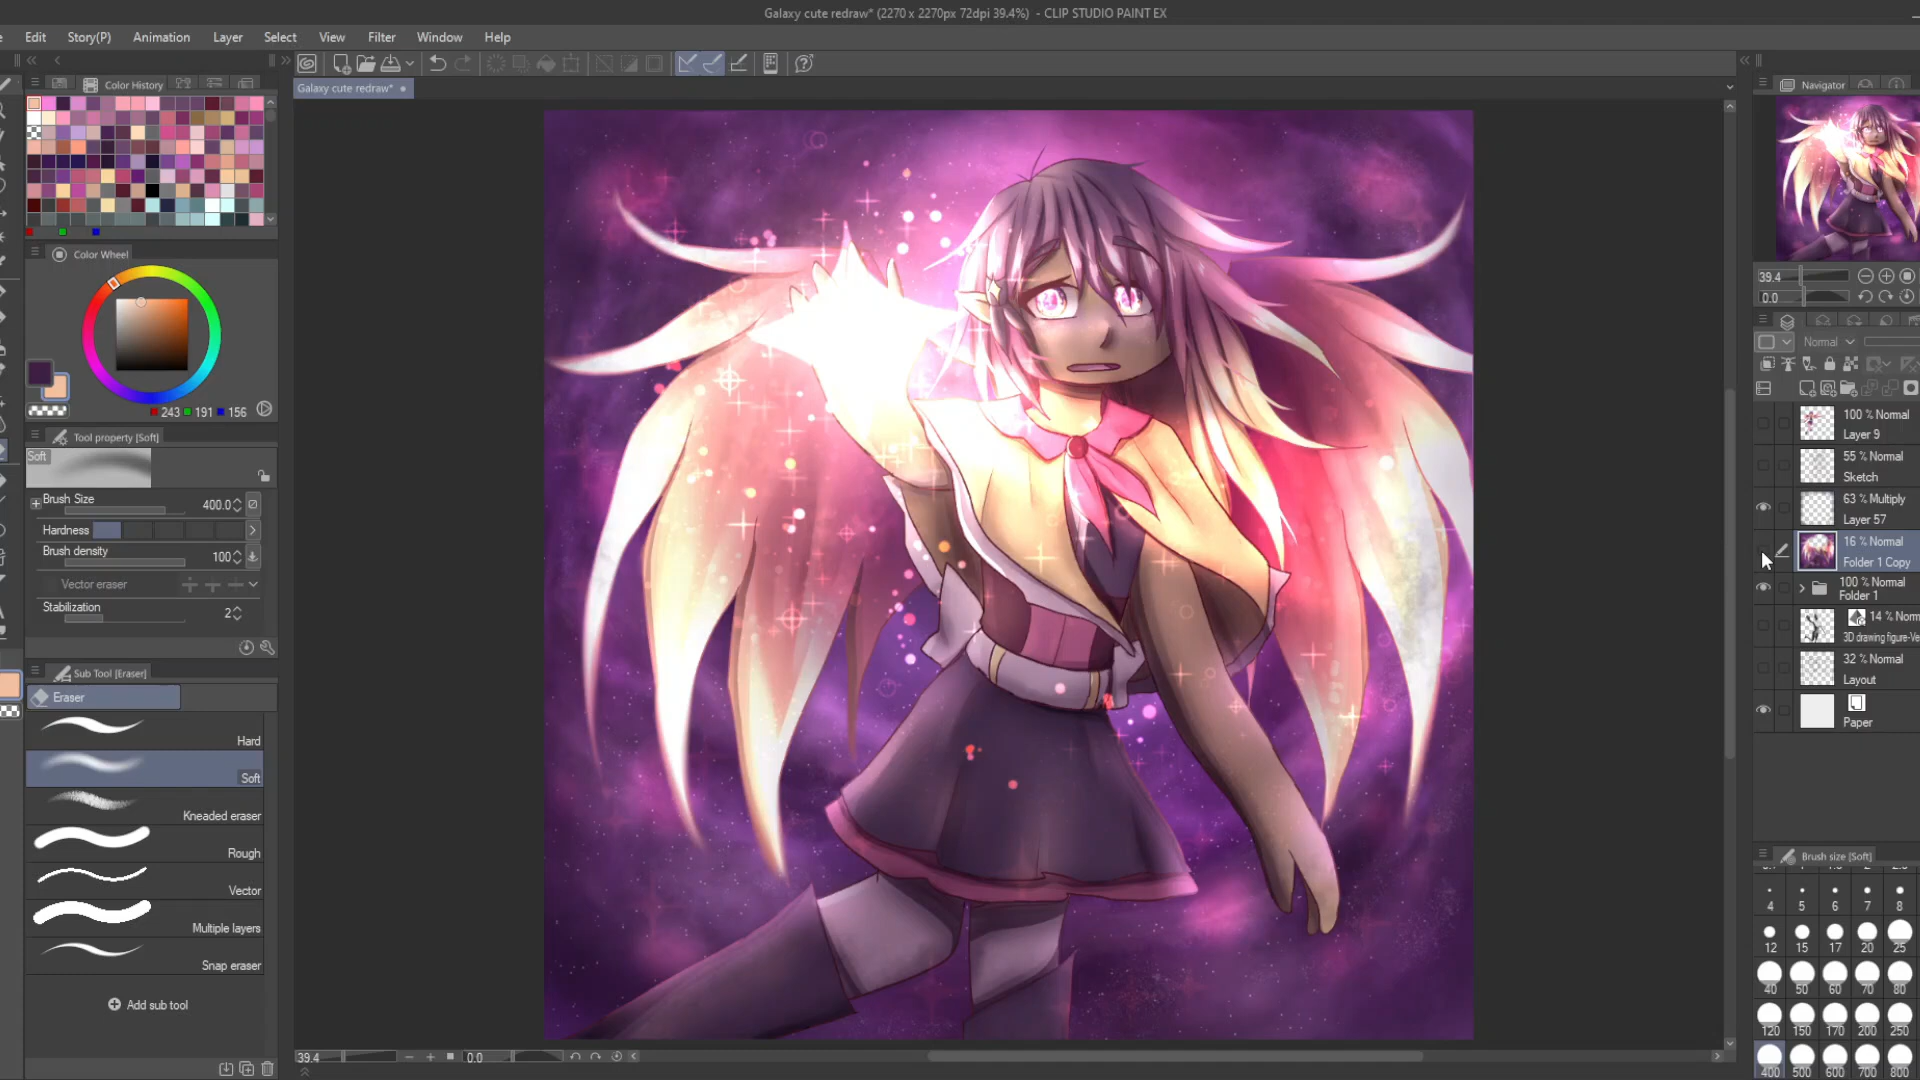 Galaxy cute redraw* (2270 x 2270px 72dpi 39.4%) - CLIP STUDIO PAINT EX
Edit Story(P) Animation Layer Select View Filter Window Help
Galaxy cute redraw*
Color History
Color Wheel
243 191 156
Tool property [Soft]
Soft
Brush Size 400.0
Hardness
Brush density 100
Vector eraser
Stabilization 2
Sub Tool [Eraser]
Eraser
Hard
Soft
Kneaded eraser
Rough
Vector
Multiple layers
Snap eraser
Add sub tool
39.4 0.0
Navigator
39.4
0.0
Normal
100 % Normal
Layer 9
55 % Normal
Sketch
63 % Multiply
Layer 57
16 % Normal
Folder 1 Copy
100 % Normal
Folder 1
14 % Norm
3D drawing figure-Ve
32 % Normal
Layout
Paper
Brush size [Soft]
4 5 6 7 8
12 15 17 20 25
40 50 60 70 80
120 150 170 200 250
400 500 600 700 800